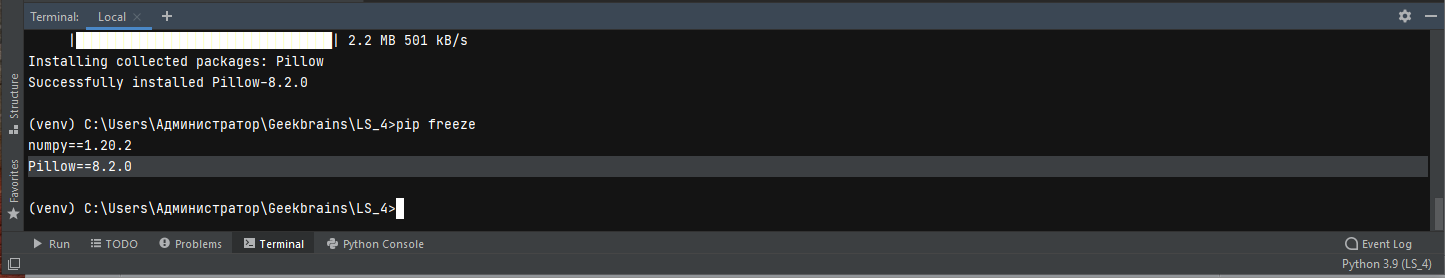 Terminal: Local × +
| 2.2 MB 501 kB/s
Installing collected packages: Pillow
Successfully installed Pillow-8.2.0
(venv) C:\Users\Администратор\Geekbrains\LS_4>pip freeze
numpy==1.20.2
Pillow==8.2.0
(venv) C:\Users\Администратор\Geekbrains\LS_4>
Structure
Favorites
Run TODO Problems Terminal Python Console Event Log
Python 3.9 (LS_4)